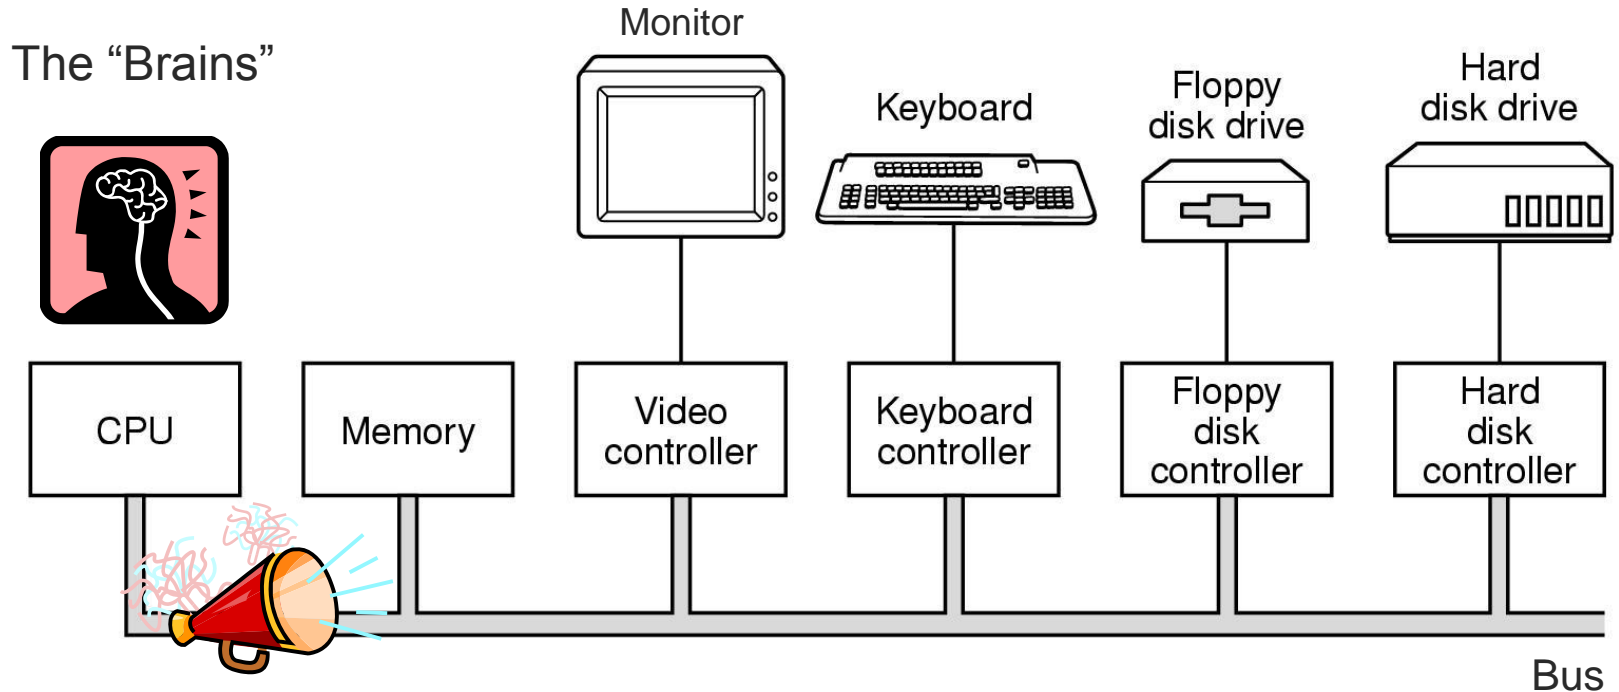 The “Brains”
Monitor
Keyboard
Floppy
disk drive
Hard
disk drive
CPU
Memory
Video
controller
Keyboard
controller
Floppy
disk
controller
Hard
disk
controller
Bus